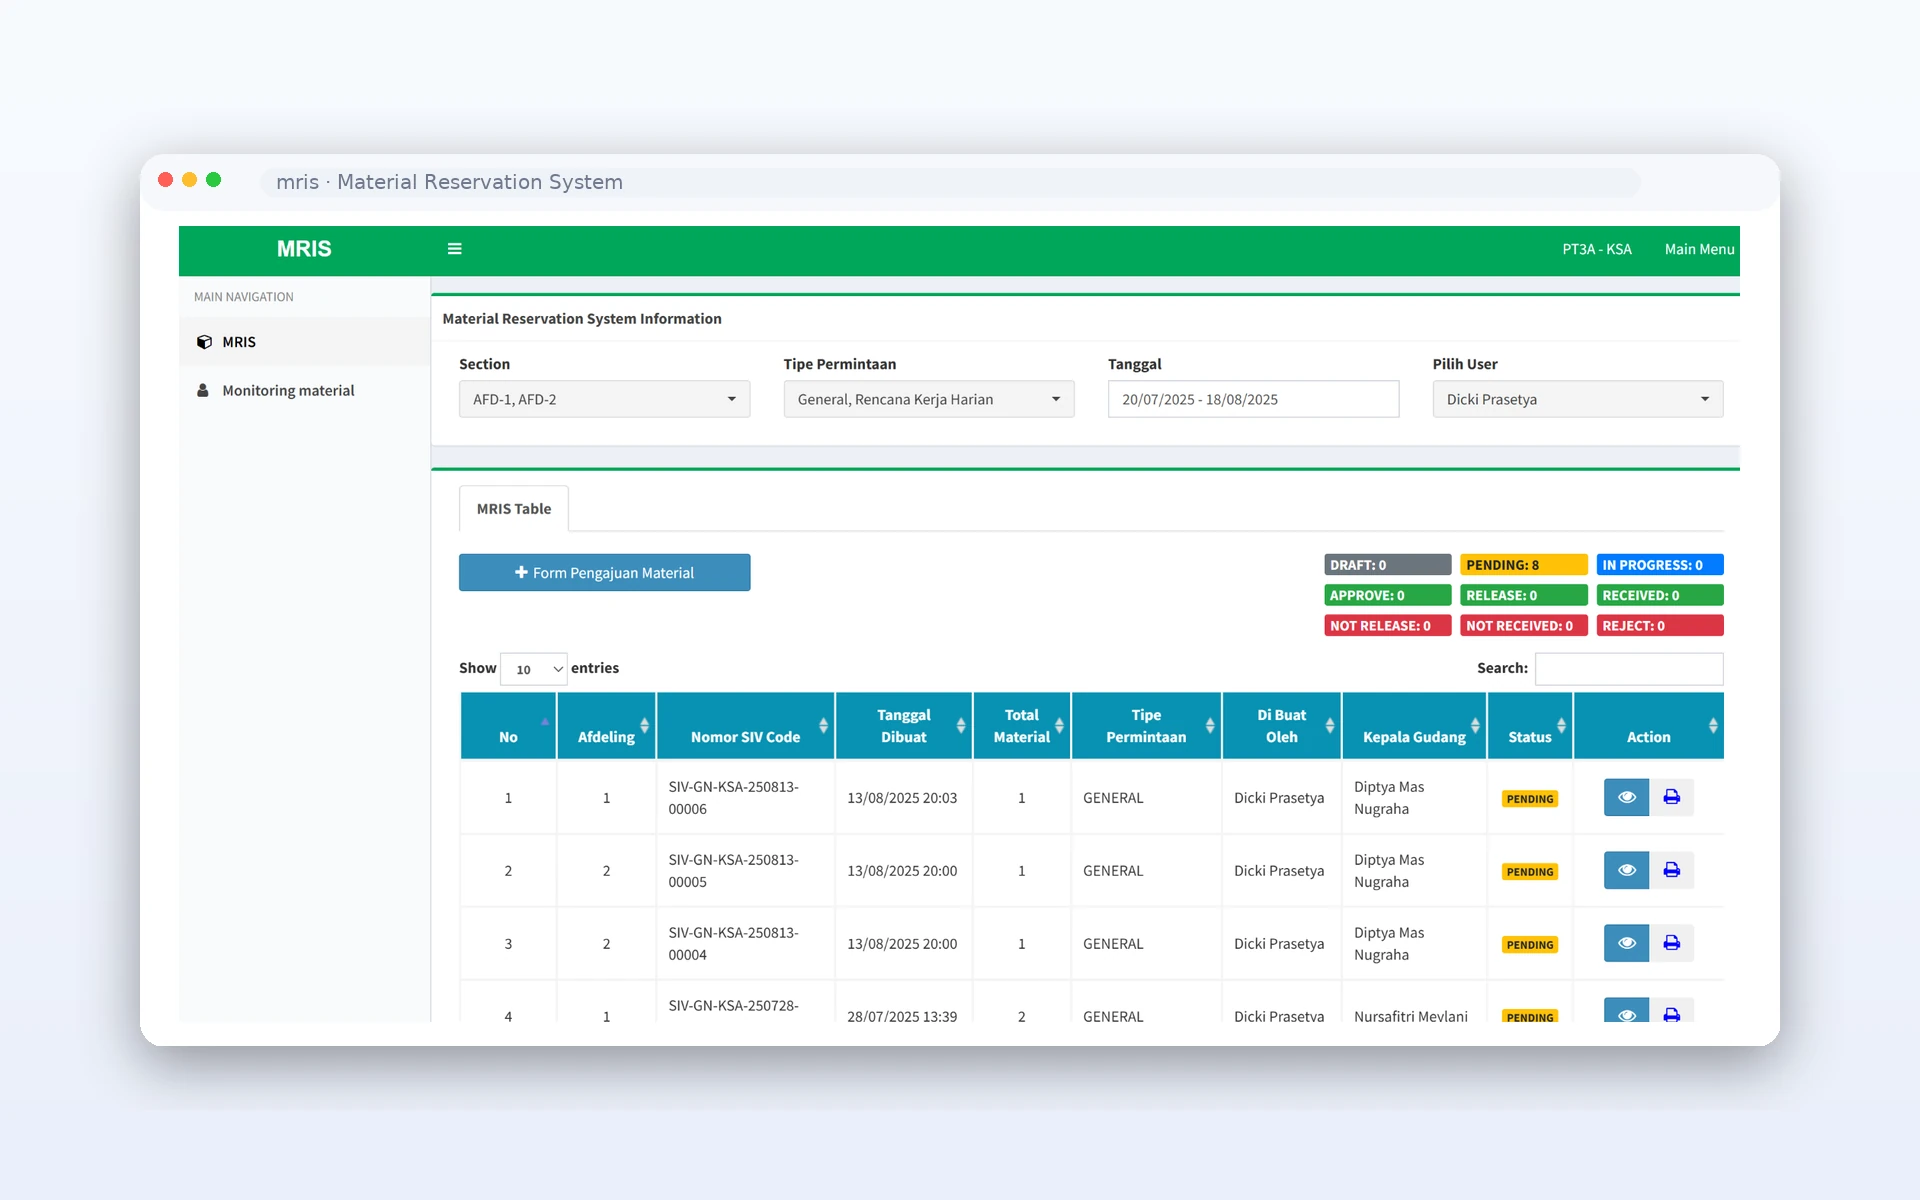 mris · Material Reservation System
MRIS
PT3A - KSA
Main Menu
MAIN NAVIGATION
MRIS
Monitoring material
Material Reservation System Information
Section
Tipe Permintaan
Tanggal
Pilih User
AFD-1, AFD-2
General, Rencana Kerja Harian
20/07/2025 - 18/08/2025
Dicki Prasetya
MRIS Table
Form Pengajuan Material
DRAFT: 0
PENDING: 8
IN PROGRESS: 0
APPROVE: 0
RELEASE: 0
RECEIVED: 0
NOT RELEASE: 0
NOT RECEIVED: 0
REJECT: 0
Show 10 entries
Search:
No
Afdeling
Nomor SIV Code
Tanggal
Dibuat
Total
Material
Tipe
Permintaan
Di Buat
Oleh
Kepala Gudang
Status
Action
1
1
SIV-GN-KSA-250813-
00006
13/08/2025 20:03
1
GENERAL
Dicki Prasetya
Diptya Mas
Nugraha
PENDING
2
2
SIV-GN-KSA-250813-
00005
13/08/2025 20:00
1
GENERAL
Dicki Prasetya
Diptya Mas
Nugraha
PENDING
3
2
SIV-GN-KSA-250813-
00004
13/08/2025 20:00
1
GENERAL
Dicki Prasetya
Diptya Mas
Nugraha
PENDING
4
1
SIV-GN-KSA-250728-
28/07/2025 13:39
2
GENERAL
Dicki Prasetya
Nursafitri Meylani
PENDING